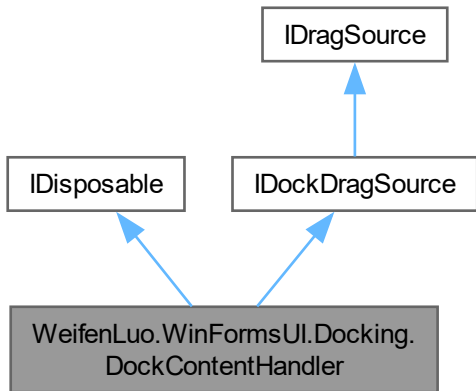 IDragSource
IDisposable
IDockDragSource
WeifenLuo.WinFormsUI.Docking.
DockContentHandler